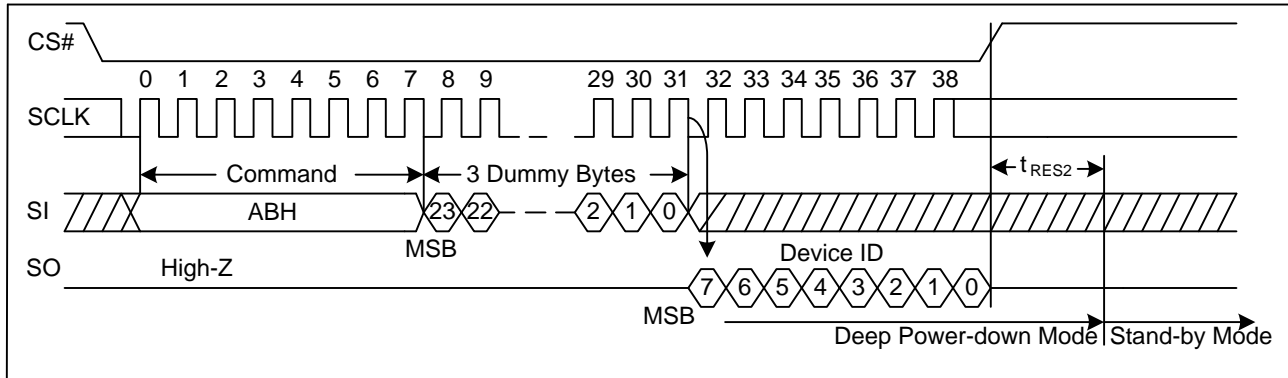 CS#
0 1 2 3 4 5 6 7 8 9 29 30 31 32 33 34 35 36 37 38
SCLK
Command 3 Dummy Bytes tRES2
SI ABH 23 22 2 1 0
MSB
SO High-Z Device ID
7 6 5 4 3 2 1 0
MSB
Deep Power-down Mode Stand-by Mode